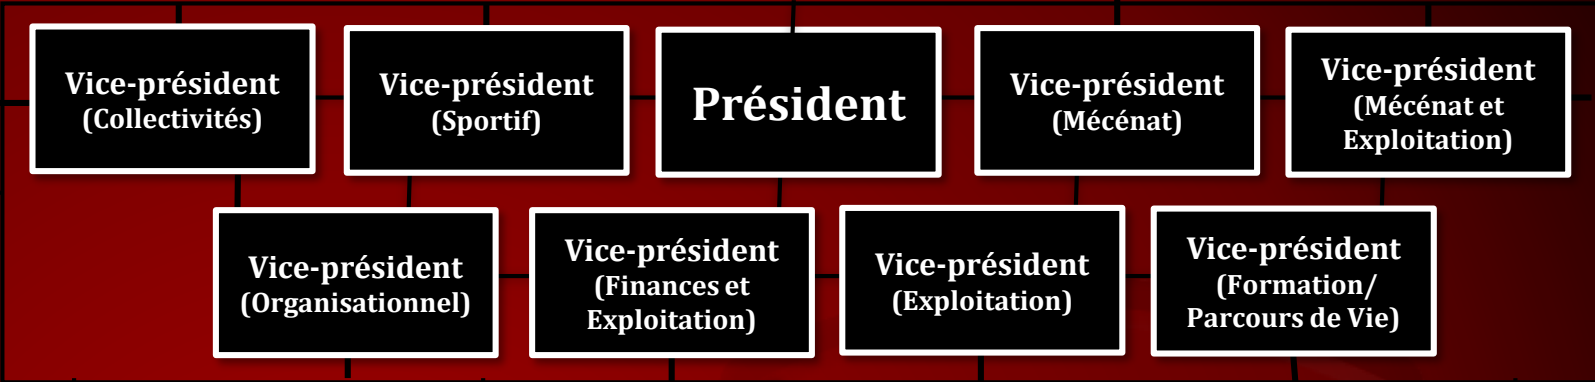 Vice-président
(Collectivités)
Vice-président
(Sportif)
Président
Vice-président
(Mécénat)
Vice-président
(Mécénat et
Exploitation)
Vice-président
(Organisationnel)
Vice-président
(Finances et
Exploitation)
Vice-président
(Exploitation)
Vice-président
(Formation/
Parcours de Vie)